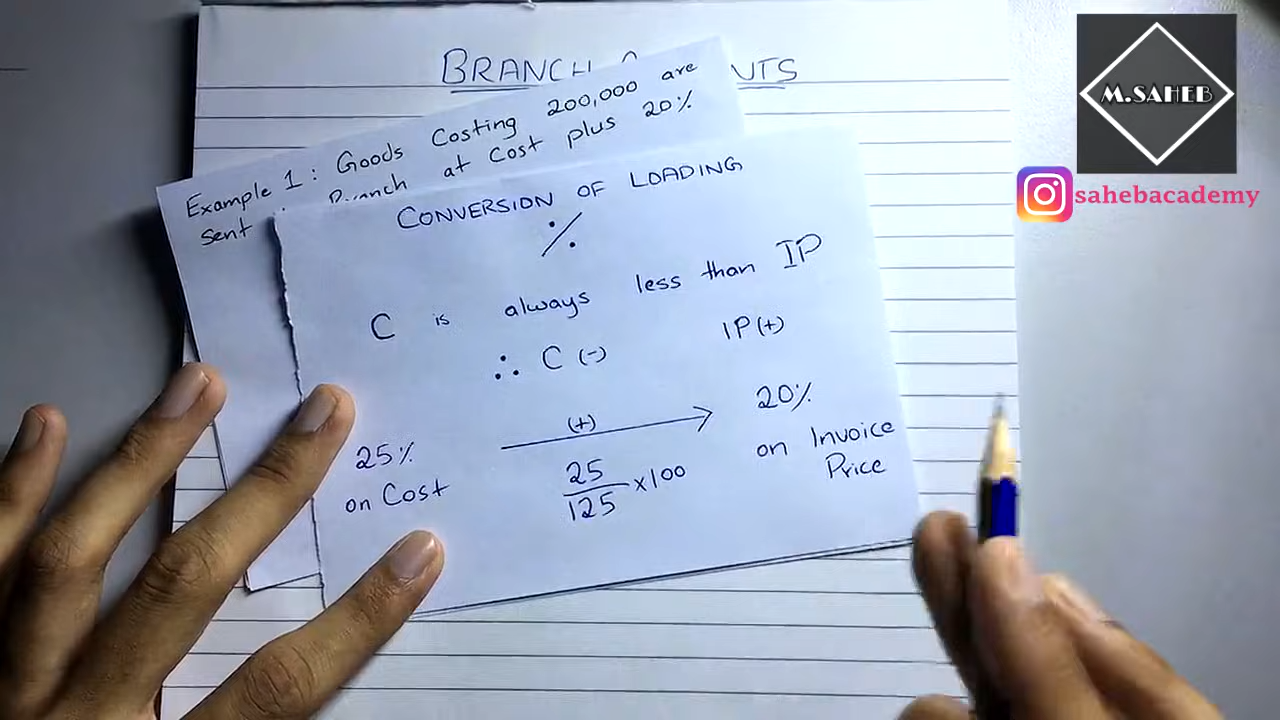 BRANCH
Example 1: Goods Costing 200,000 are
sent Branch at Cost plus 20%
CONVERSION OF LOADING
%
C is always less than IP
∴ C (-) IP (+)
(+)
25% 20%
on Cost on Invoice
25 Price
125 ×100
M.SAHEB
sahebacademy